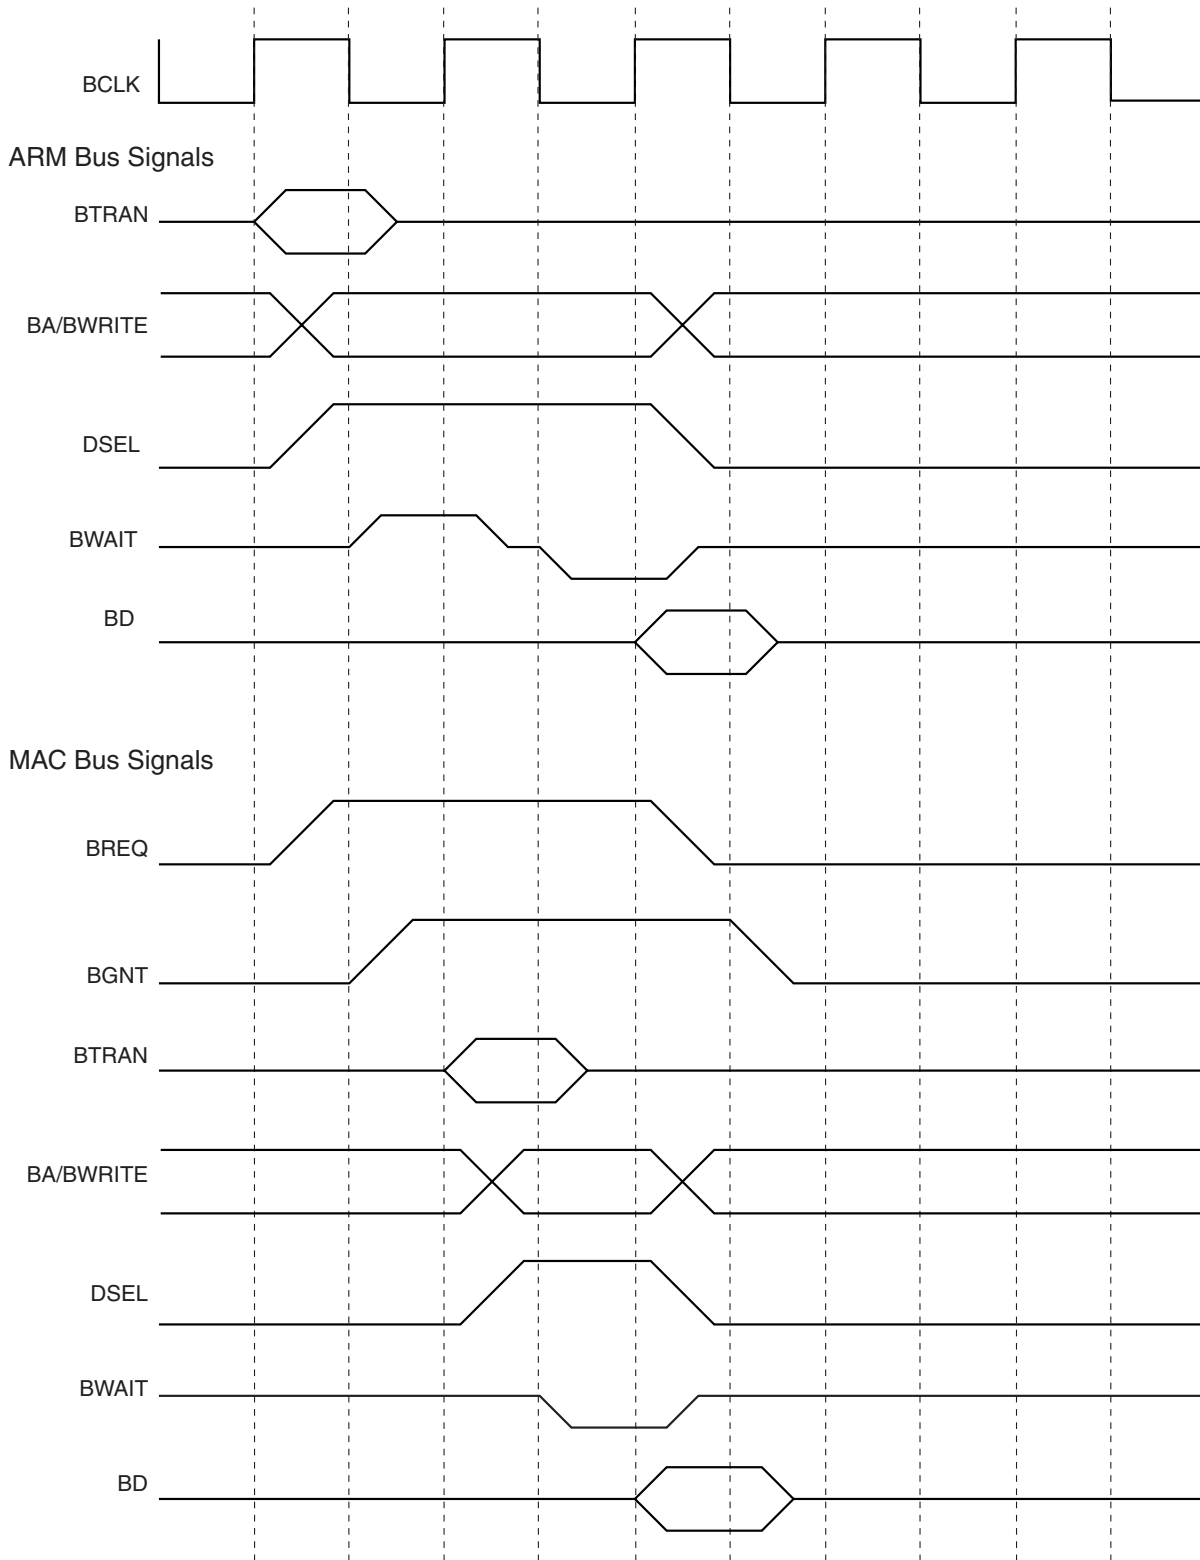 BCLK
ARM Bus Signals
BTRAN
BA/BWRITE
DSEL
BWAIT
BD
MAC Bus Signals
BREQ
BGNT
BTRAN
BA/BWRITE
DSEL
BWAIT
BD